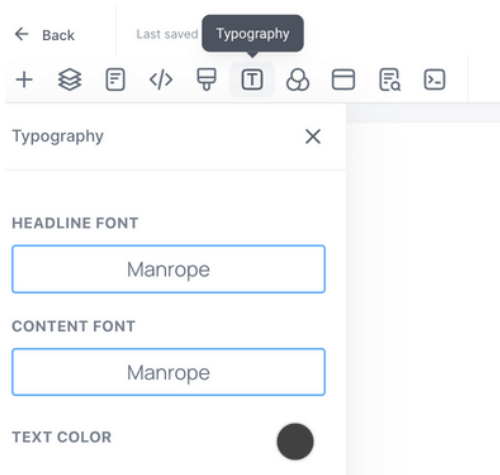 Back
Last saved
Typography
Typography
HEADLINE FONT
Manrope
CONTENT FONT
Manrope
TEXT COLOR